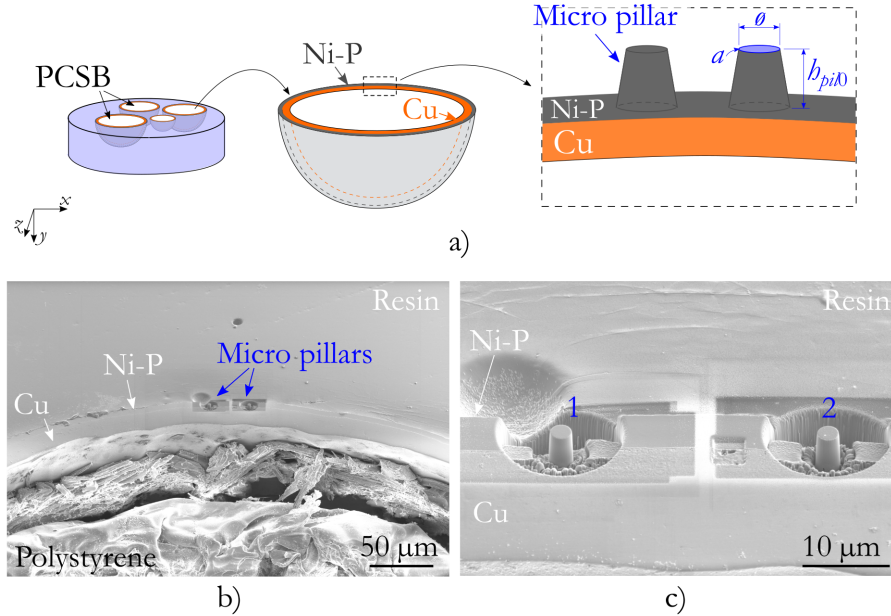 Ni-P
PCSB
Cu
Micro pillar
ø
a
hpil0
Ni-P
Cu
x
z
y
a)
Resin
Micro pillars
Ni-P
Cu
Polystyrene
50 µm
b)
Resin
Ni-P
1
2
Cu
10 µm
c)